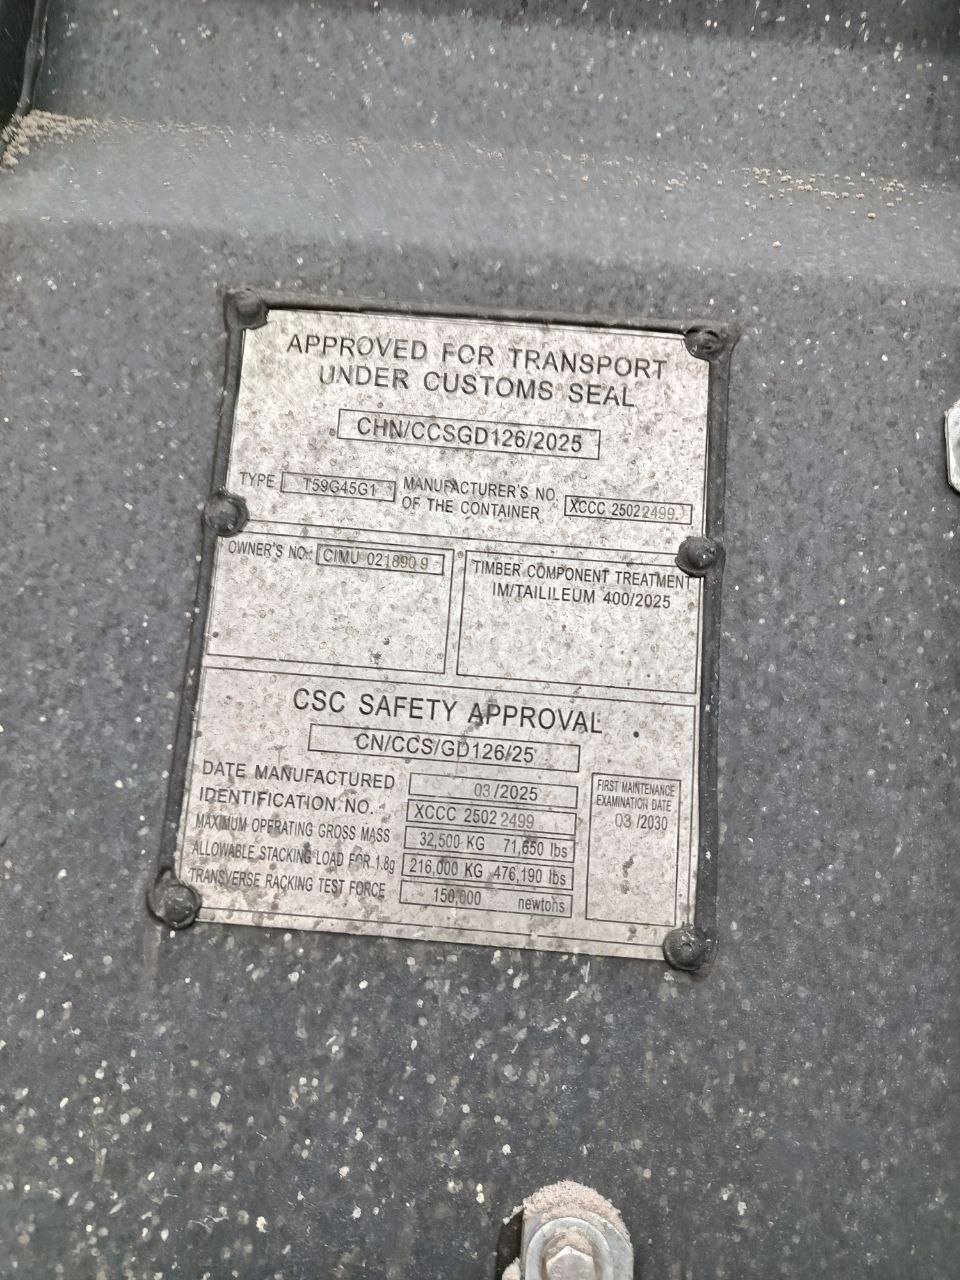 APPROVED FOR TRANSPORT
UNDER CUSTOMS SEAL
CHN/CCSGD126/2025
TYPE T59G45G1 MANUFACTURER'S NO. OF THE CONTAINER XCCC 25022499
OWNER'S NO.: CIMU 021890 9
TIMBER COMPONENT TREATMENT
IM/TAILILEUM 400/2025
CSC SAFETY APPROVAL
CN/CCS/GD126/25
DATE MANUFACTURED 03/2025
IDENTIFICATION NO. XCCC 25022499
MAXIMUM OPERATING GROSS MASS 32,500 KG 71,650 lbs
ALLOWABLE STACKING LOAD FOR 1.8g 216,000 KG 476,190 lbs
TRANSVERSE RACKING TEST FORCE 150,000 newtons
FIRST MAINTENANCE
EXAMINATION DATE
03 /2030